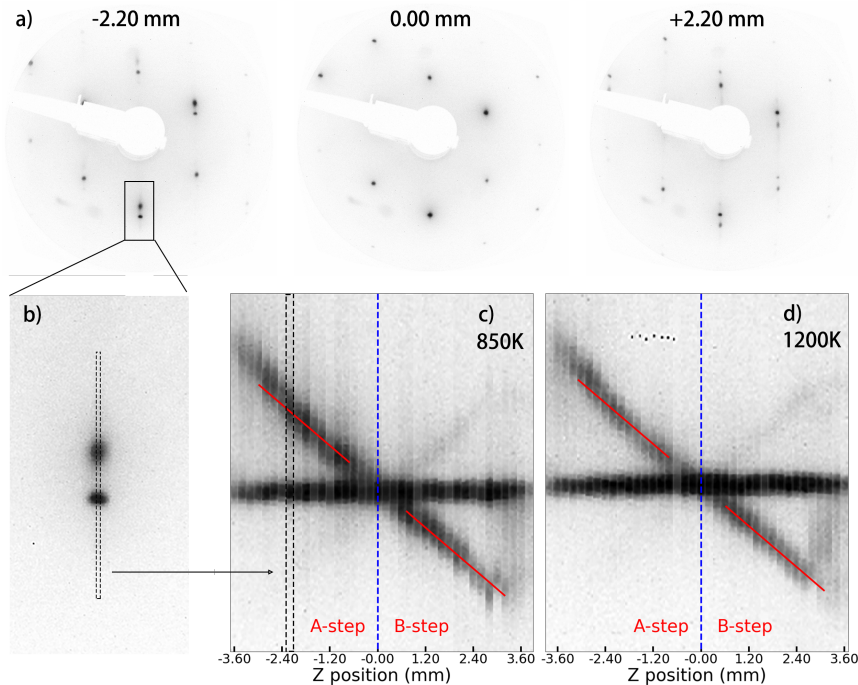 a)
-2.20 mm
0.00 mm
+2.20 mm
b)
c)
850K
d)
1200K
A-step
B-step
A-step
B-step
-3.60 -2.40 -1.20 -0.00 1.20 2.40 3.60
Z position (mm)
-3.60 -2.40 -1.20 0.00 1.20 2.40 3.60
Z position (mm)